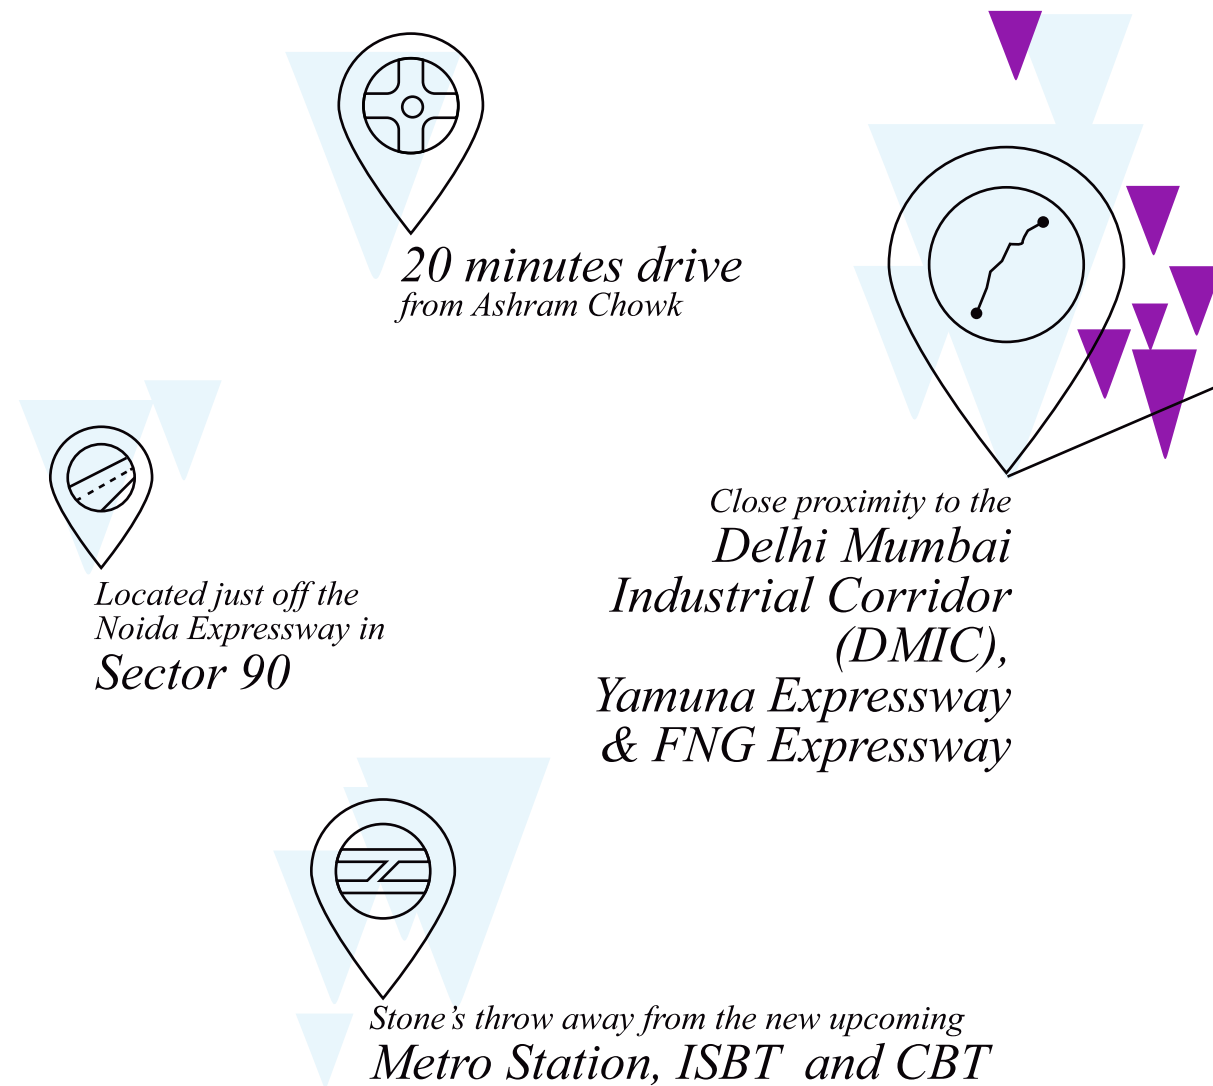 20 minutes drive
from Ashram Chowk
Close proximity to the
Delhi Mumbai
Industrial Corridor
(DMIC),
Yamuna Expressway
& FNG Expressway
Located just off the
Noida Expressway in
Sector 90
Stone’s throw away from the new upcoming
Metro Station, ISBT and CBT